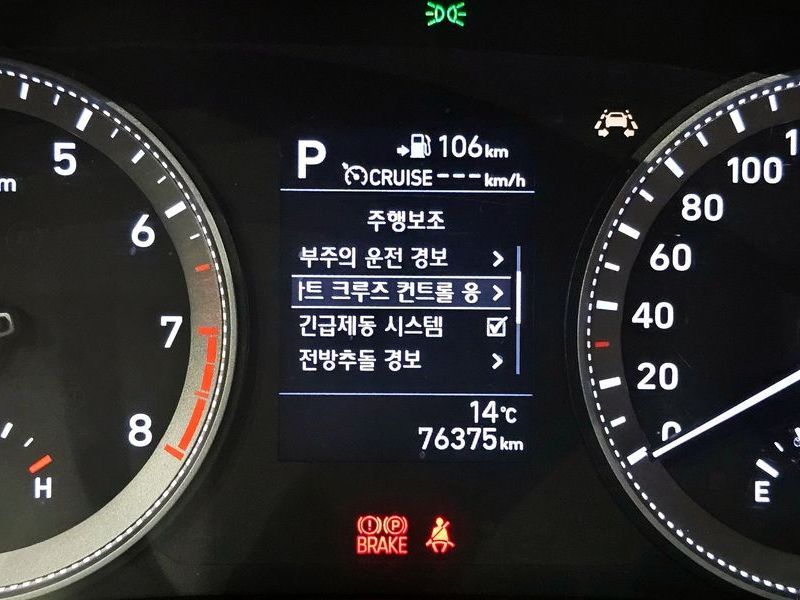 P
106km
CRUISE ---km/h
주행보조
부주의 운전 경보
트 크루즈 컨트롤 응
긴급제동 시스템
전방추돌 경보
14℃
76375km
5
6
7
8
H
100
80
60
40
20
0
E
(!)(P)
BRAKE